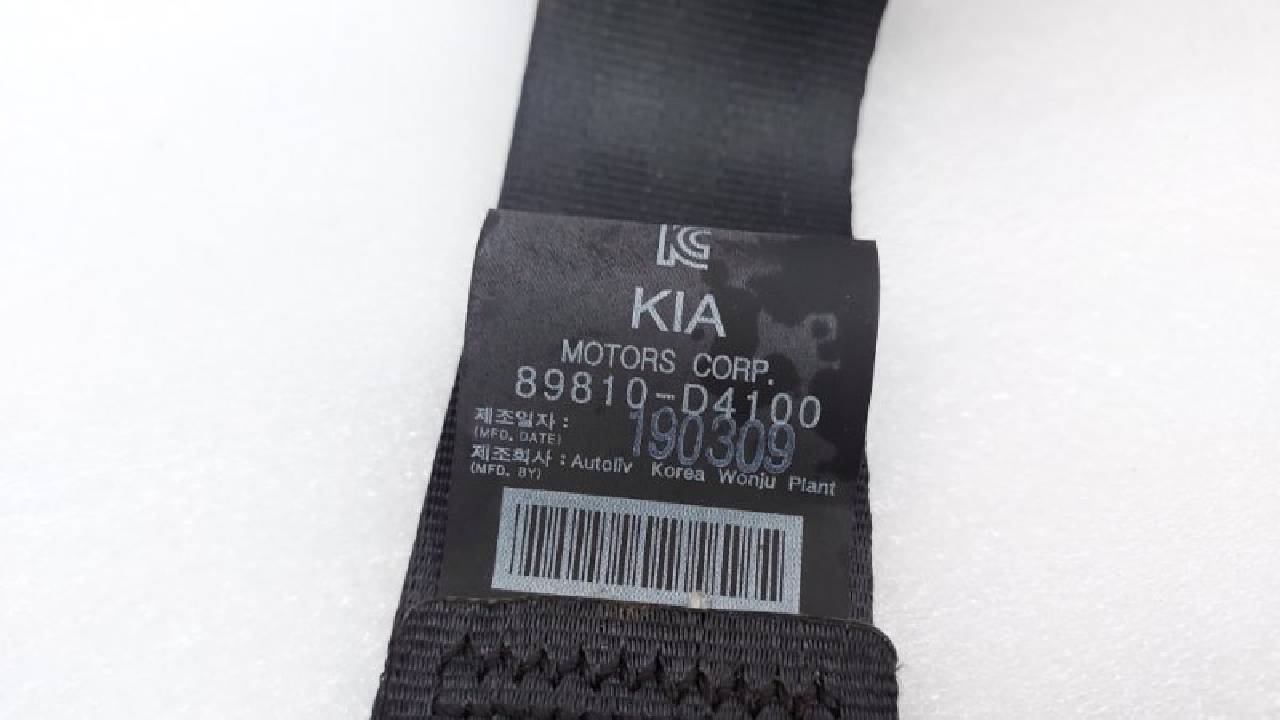 KC
KIA
MOTORS CORP.
89810-D4100
제조일자 : 190309
(MFD. DATE)
제조회사 : Autoliv Korea Wonju Plant
(MFD. BY)